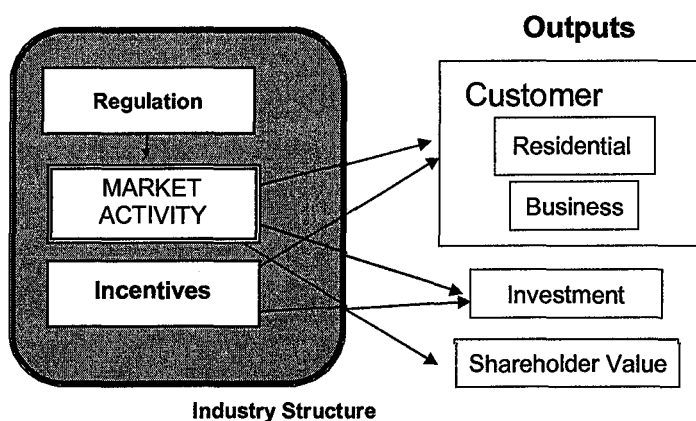 Outputs
Regulation
MARKET
ACTIVITY
Incentives
Industry Structure
Customer
Residential
Business
Investment
Shareholder Value